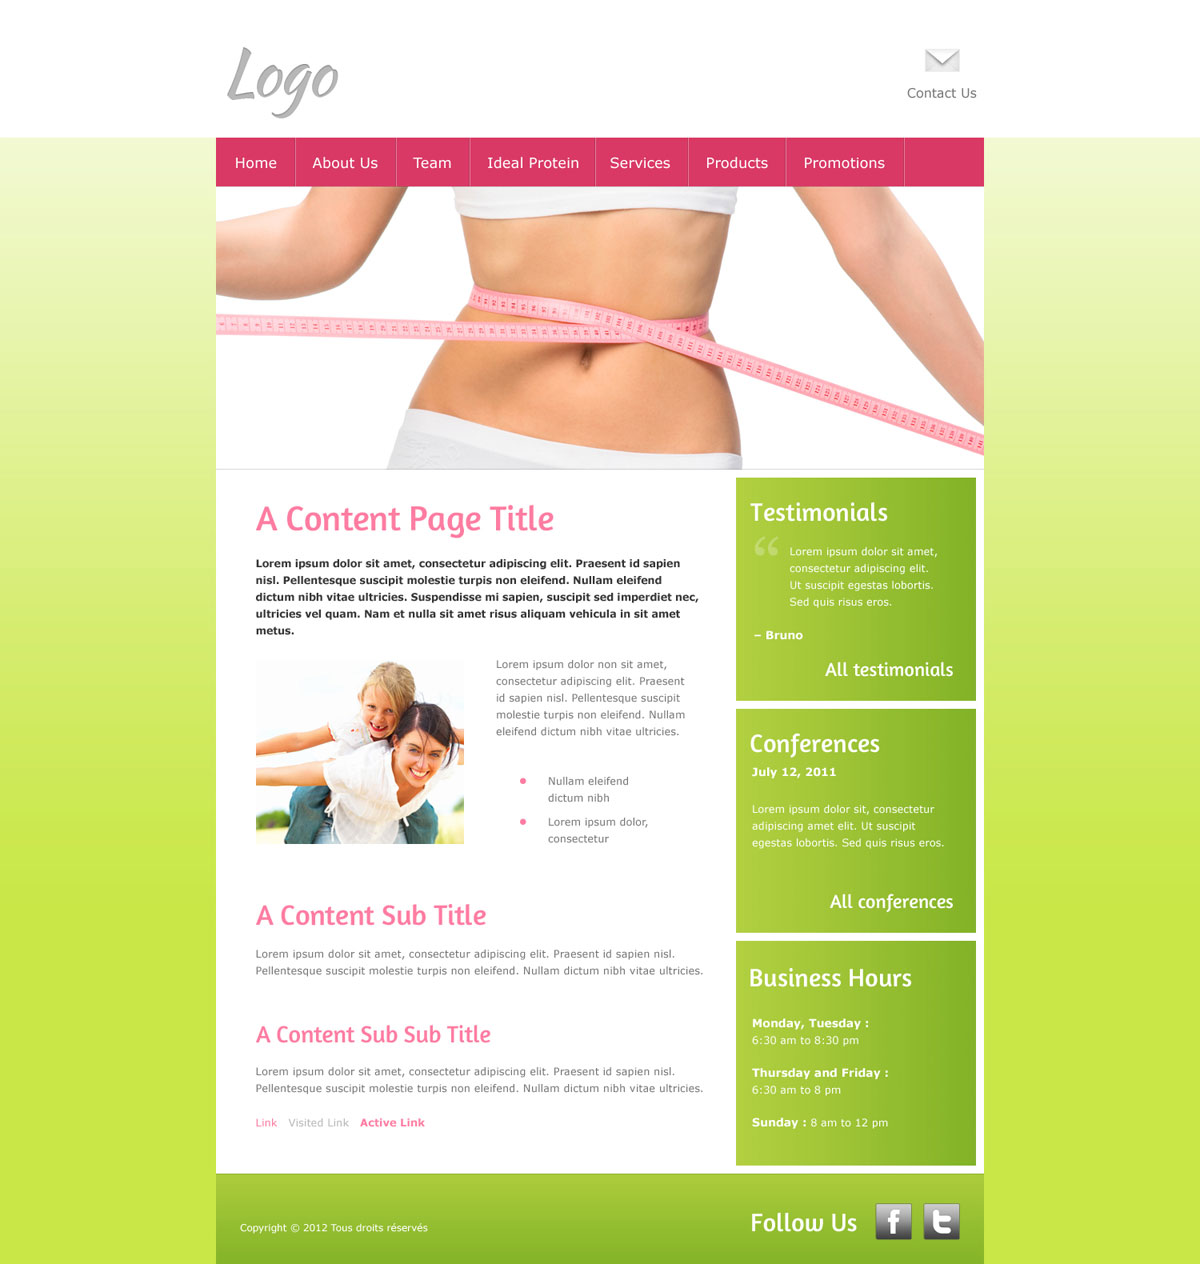 Logo
Contact Us
Home About Us Team Ideal Protein Services Products Promotions
A Content Page Title
Lorem ipsum dolor sit amet, consectetur adipiscing elit. Praesent id sapien
nisl. Pellentesque suscipit molestie turpis non eleifend. Nullam eleifend
dictum nibh vitae ultricies. Suspendisse mi sapien, suscipit sed imperdiet nec,
ultricies vel quam. Nam et nulla sit amet risus aliquam vehicula in sit amet
metus.
Lorem ipsum dolor non sit amet,
consectetur adipiscing elit. Praesent
id sapien nisl. Pellentesque suscipit
molestie turpis non eleifend. Nullam
eleifend dictum nibh vitae ultricies.
Nullam eleifend
dictum nibh
Lorem ipsum dolor,
consectetur
A Content Sub Title
Lorem ipsum dolor sit amet, consectetur adipiscing elit. Praesent id sapien nisl.
Pellentesque suscipit molestie turpis non eleifend. Nullam dictum nibh vitae ultricies.
A Content Sub Sub Title
Lorem ipsum dolor sit amet, consectetur adipiscing elit. Praesent id sapien nisl.
Pellentesque suscipit molestie turpis non eleifend. Nullam dictum nibh vitae ultricies.
Link Visited Link Active Link
Testimonials
“
Lorem ipsum dolor sit amet,
consectetur adipiscing elit.
Ut suscipit egestas lobortis.
Sed quis risus eros.
– Bruno
All testimonials
Conferences
July 12, 2011
Lorem ipsum dolor sit, consectetur
adipiscing amet elit. Ut suscipit
egestas lobortis. Sed quis risus eros.
All conferences
Business Hours
Monday, Tuesday :
6:30 am to 8:30 pm
Thursday and Friday :
6:30 am to 8 pm
Sunday : 8 am to 12 pm
Copyright © 2012 Tous droits réservés
Follow Us f t